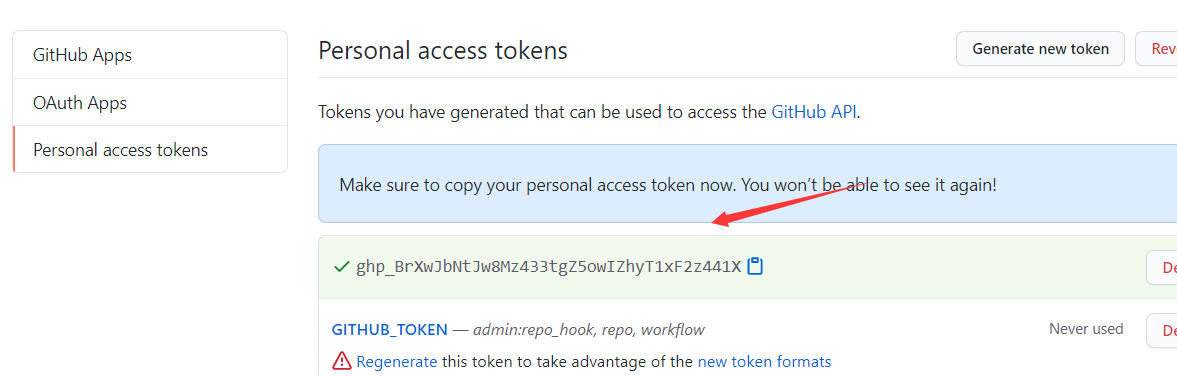 GitHub Apps
OAuth Apps
Personal access tokens
Personal access tokens
Generate new token
Rev
Tokens you have generated that can be used to access the GitHub API.
Make sure to copy your personal access token now. You won't be able to see it again!
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
De
GITHUB_TOKEN — admin:repo_hook, repo, workflow
Never used
De
Regenerate this token to take advantage of the new token formats